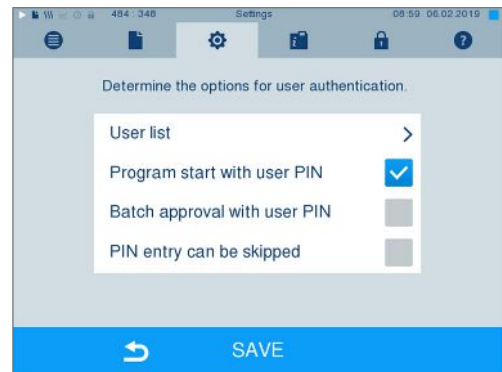 484 : 348 Settings 08:59 06.02.2019
Determine the options for user authentication.
User list
Program start with user PIN
Batch approval with user PIN
PIN entry can be skipped
SAVE